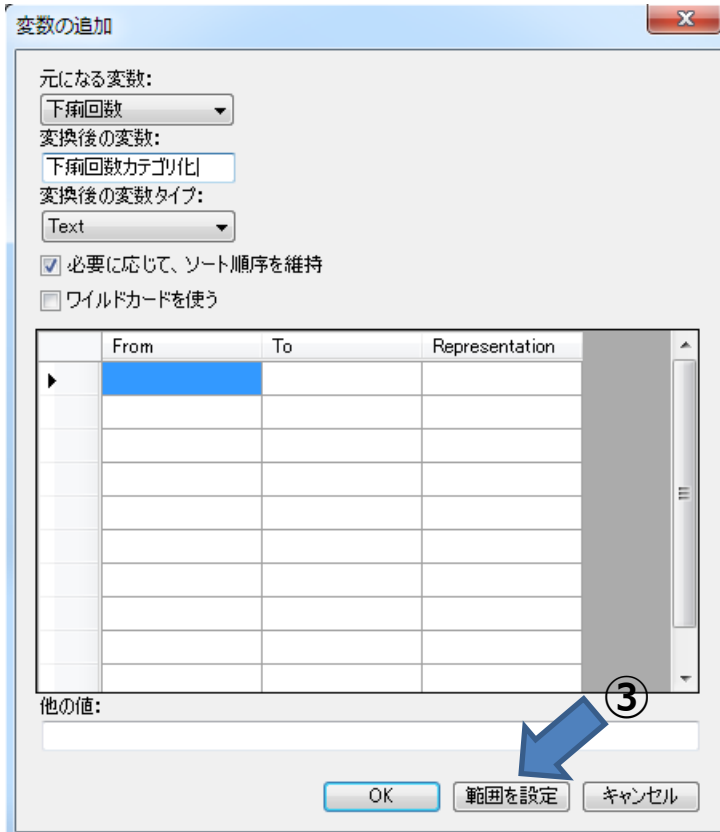 変数の追加
元になる変数:
下痢回数
変換後の変数:
下痢回数カテゴリ化
変換後の変数タイプ:
Text
必要に応じて、ソート順序を維持
ワイルドカードを使う
From To Representation
他の値:
③
OK 範囲を設定 キャンセル